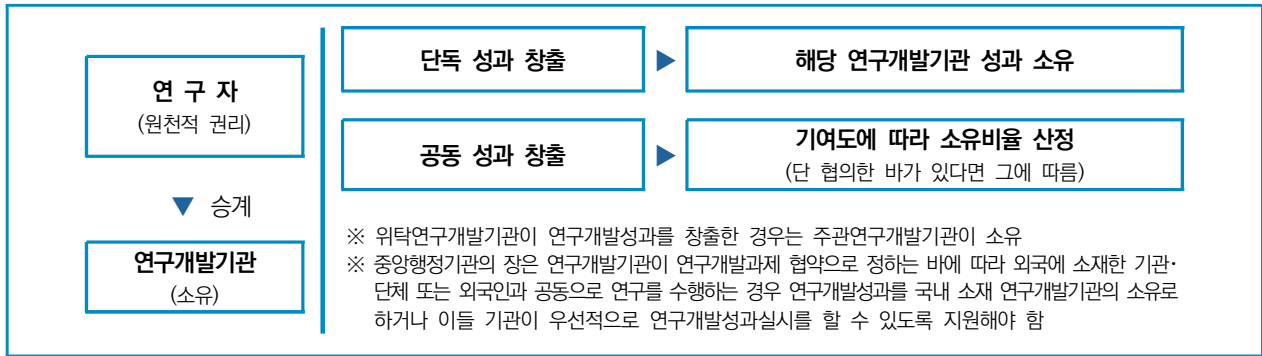 연 구 자
(원천적 권리)
▼ 승계
연구개발기관
(소유)
단독 성과 창출 ▶ 해당 연구개발기관 성과 소유
공동 성과 창출 ▶ 기여도에 따라 소유비율 산정
(단 협의한 바가 있다면 그에 따름)
※ 위탁연구개발기관이 연구개발성과를 창출한 경우는 주관연구개발기관이 소유
※ 중앙행정기관의 장은 연구개발기관이 연구개발과제 협약으로 정하는 바에 따라 외국에 소재한 기관·
단체 또는 외국인과 공동으로 연구를 수행하는 경우 연구개발성과를 국내 소재 연구개발기관의 소유로
하거나 이들 기관이 우선적으로 연구개발성과실시를 할 수 있도록 지원해야 함